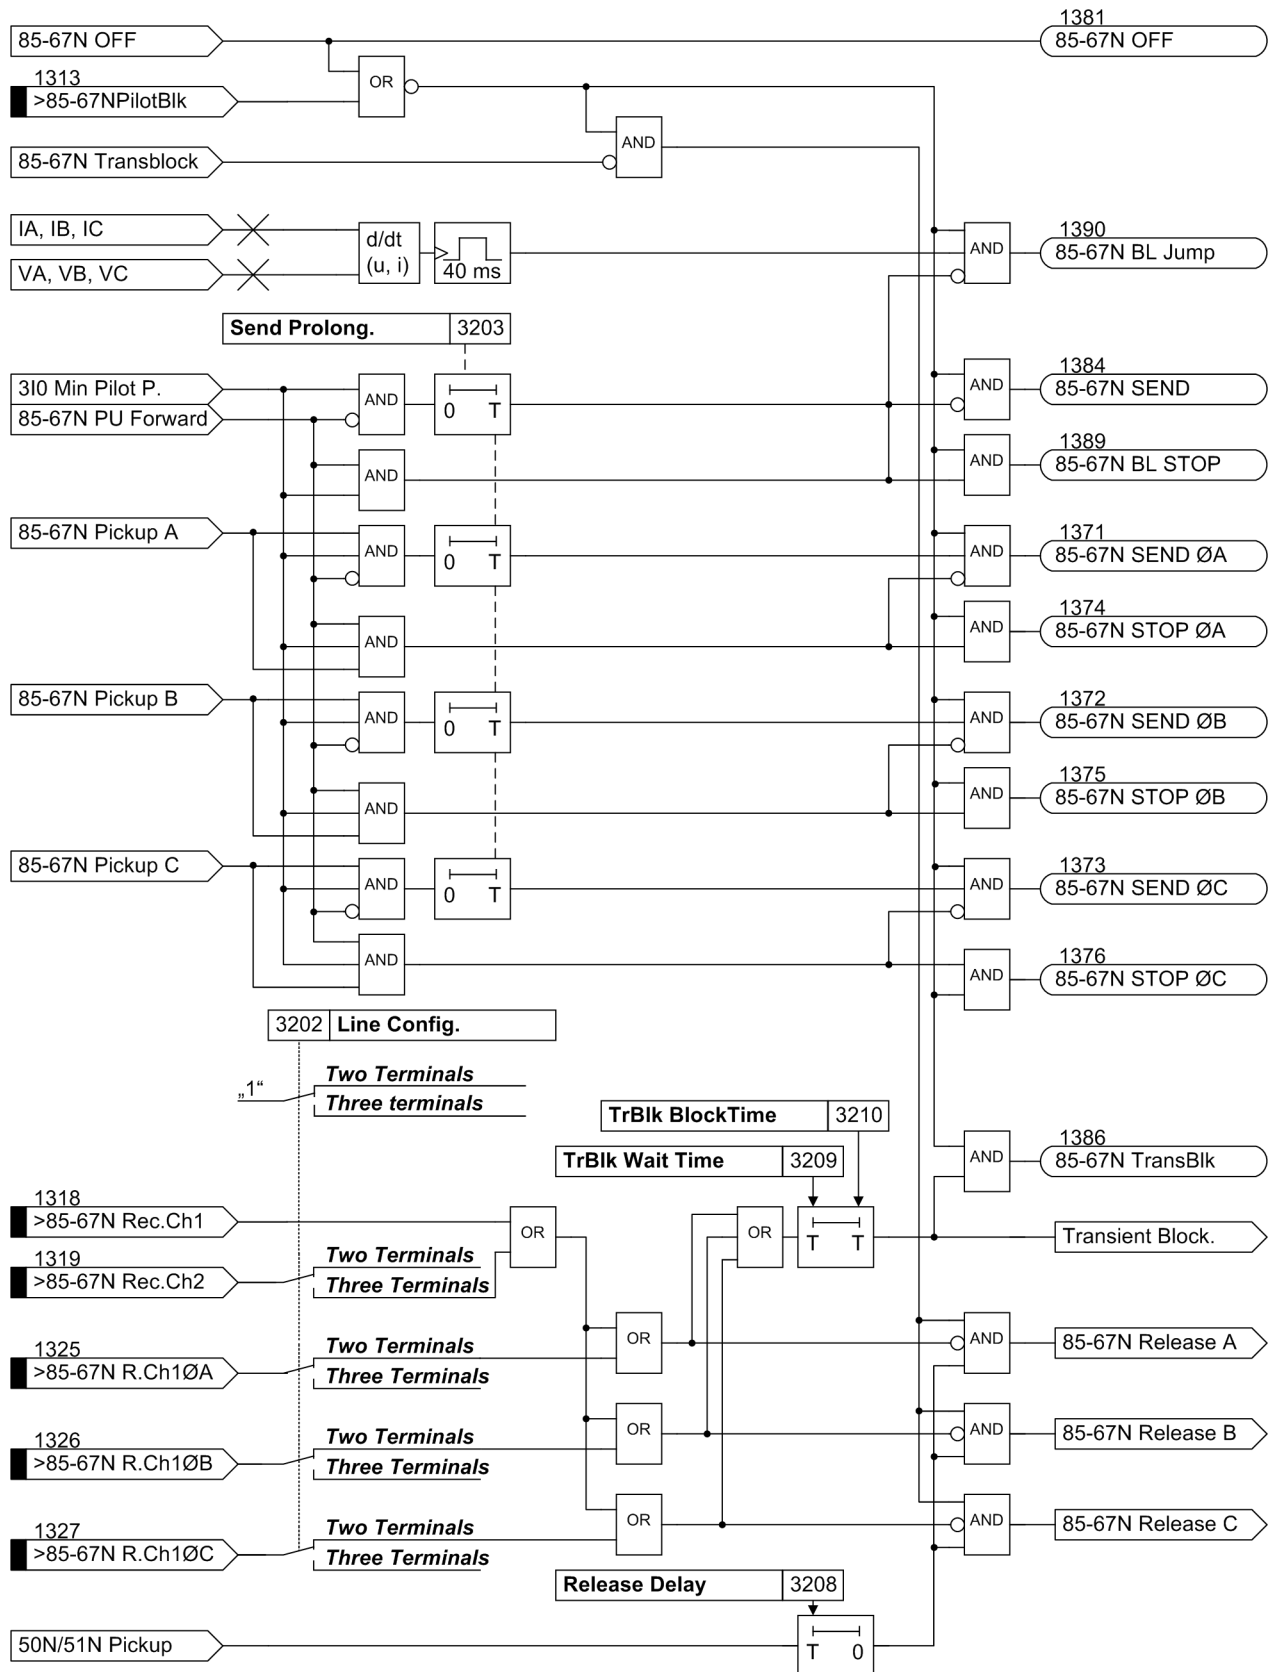 85-67N OFF
1381
85-67N OFF
1313
>85-67NPilotBlk
OR
85-67N Transblock
AND
IA, IB, IC
VA, VB, VC
d/dt
(u, i)
40 ms
AND
1390
85-67N BL Jump
Send Prolong.
3203
3I0 Min Pilot P.
85-67N PU Forward
AND
0 T
AND
1384
85-67N SEND
AND
AND
1389
85-67N BL STOP
85-67N Pickup A
AND
0 T
AND
1371
85-67N SEND ØA
AND
AND
1374
85-67N STOP ØA
85-67N Pickup B
AND
0 T
AND
1372
85-67N SEND ØB
AND
AND
1375
85-67N STOP ØB
85-67N Pickup C
AND
0 T
AND
1373
85-67N SEND ØC
AND
AND
1376
85-67N STOP ØC
3202
Line Config.
„1“
Two Terminals
Three terminals
TrBlk BlockTime
3210
TrBlk Wait Time
3209
AND
1386
85-67N TransBlk
1318
>85-67N Rec.Ch1
OR
OR
T T
Transient Block.
1319
>85-67N Rec.Ch2
Two Terminals
Three Terminals
1325
>85-67N R.Ch1ØA
Two Terminals
Three Terminals
OR
AND
85-67N Release A
1326
>85-67N R.Ch1ØB
Two Terminals
Three Terminals
OR
AND
85-67N Release B
1327
>85-67N R.Ch1ØC
Two Terminals
Three Terminals
OR
AND
85-67N Release C
Release Delay
3208
50N/51N Pickup
T 0